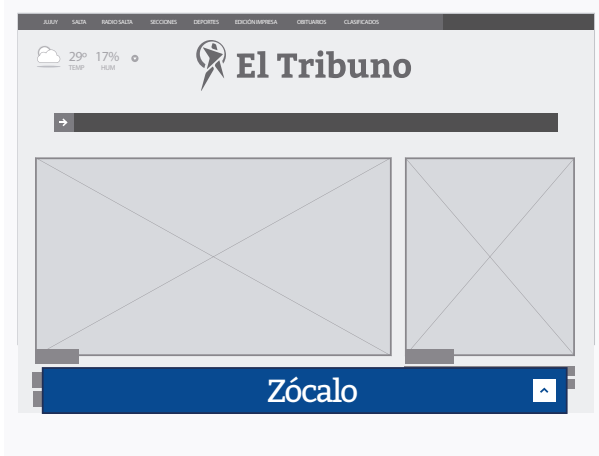 JUJUY SALTA RADIO SALTA SECCIONES DEPORTES EDICIÓN IMPRESA OBITUARIOS CLASIFICADOS
29º 17%
TEMP HUM
El Tribuno
Zócalo